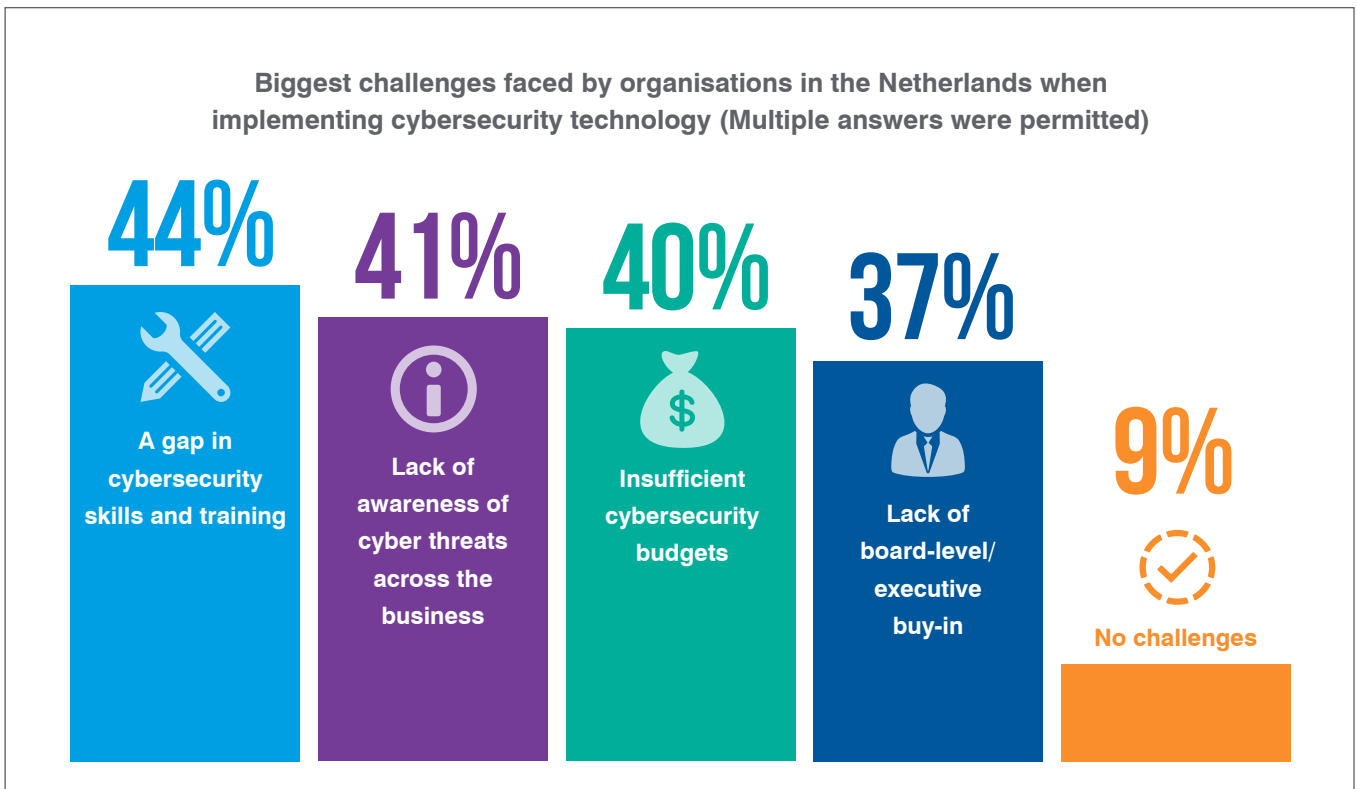 Biggest challenges faced by organisations in the Netherlands when
implementing cybersecurity technology (Multiple answers were permitted)
44%
A gap in
cybersecurity
skills and training
41%
Lack of
awareness of
cyber threats
across the
business
40%
$
Insufficient
cybersecurity
budgets
37%
Lack of
board-level/
executive
buy-in
9%
No challenges